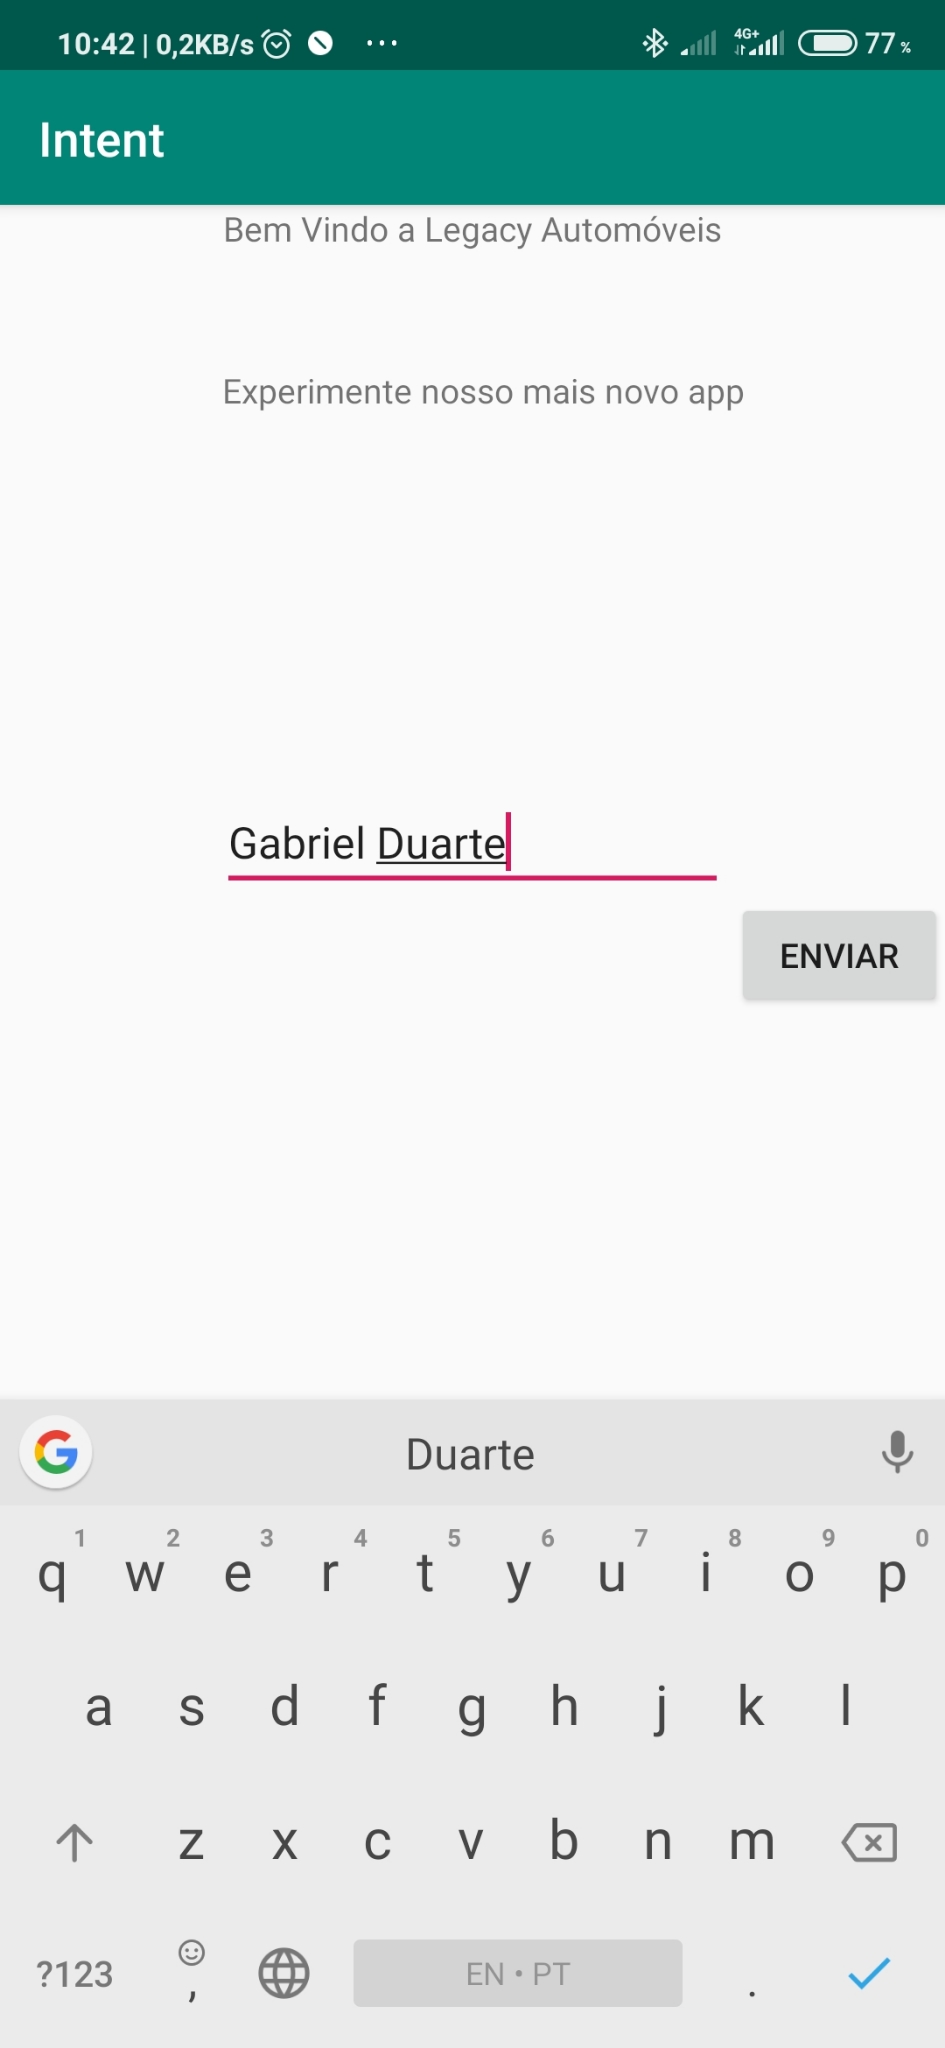 10:42 | 0,2KB/s ... 4G+ 77 %
Intent
Bem Vindo a Legacy Automóveis
Experimente nosso mais novo app
Gabriel Duarte
ENVIAR
G Duarte
1 2 3 4 5 6 7 8 9 0
q w e r t y u i o p
a s d f g h j k l
z x c v b n m
?123 , EN • PT .